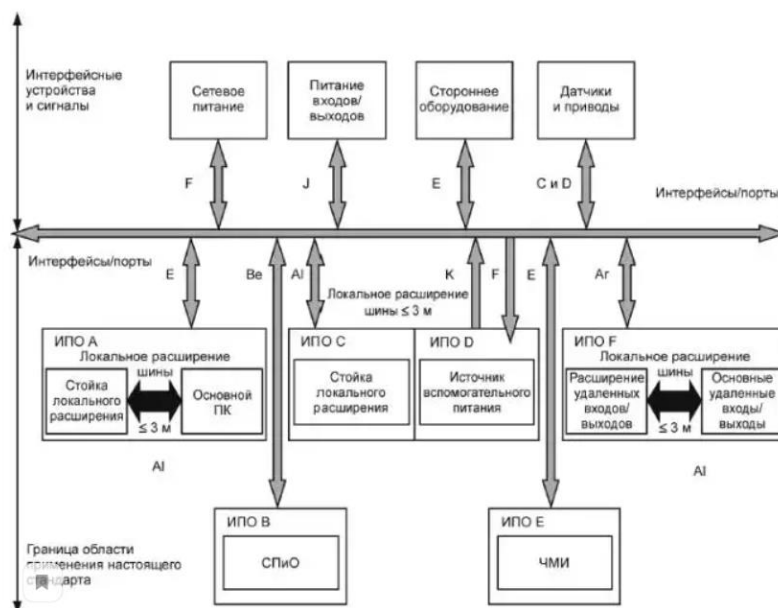 Интерфейсные
устройства
и сигналы
Сетевое
питание
Питание
входов/
выходов
Стороннее
оборудование
Датчики
и приводы
F
J
E
C и D
Интерфейсы/порты
Интерфейсы/порты
E
Be
Al
K
F
E
Ar
Локальное расширение
шины ≤ 3 м
ИПО A
Локальное расширение
шины
Стойка
локального
расширения
Основной
ПК
≤ 3 м
Al
ИПО C
Стойка
локального
расширения
ИПО D
Источник
вспомогательного
питания
ИПО F
Локальное расширение
шины
Расширение
удаленных
входов/
выходов
Основные
удаленные
входы/
выходы
≤ 3 м
Al
ИПО B
СПиО
ИПО E
ЧМИ
Граница области
применения настоящего
стандарта